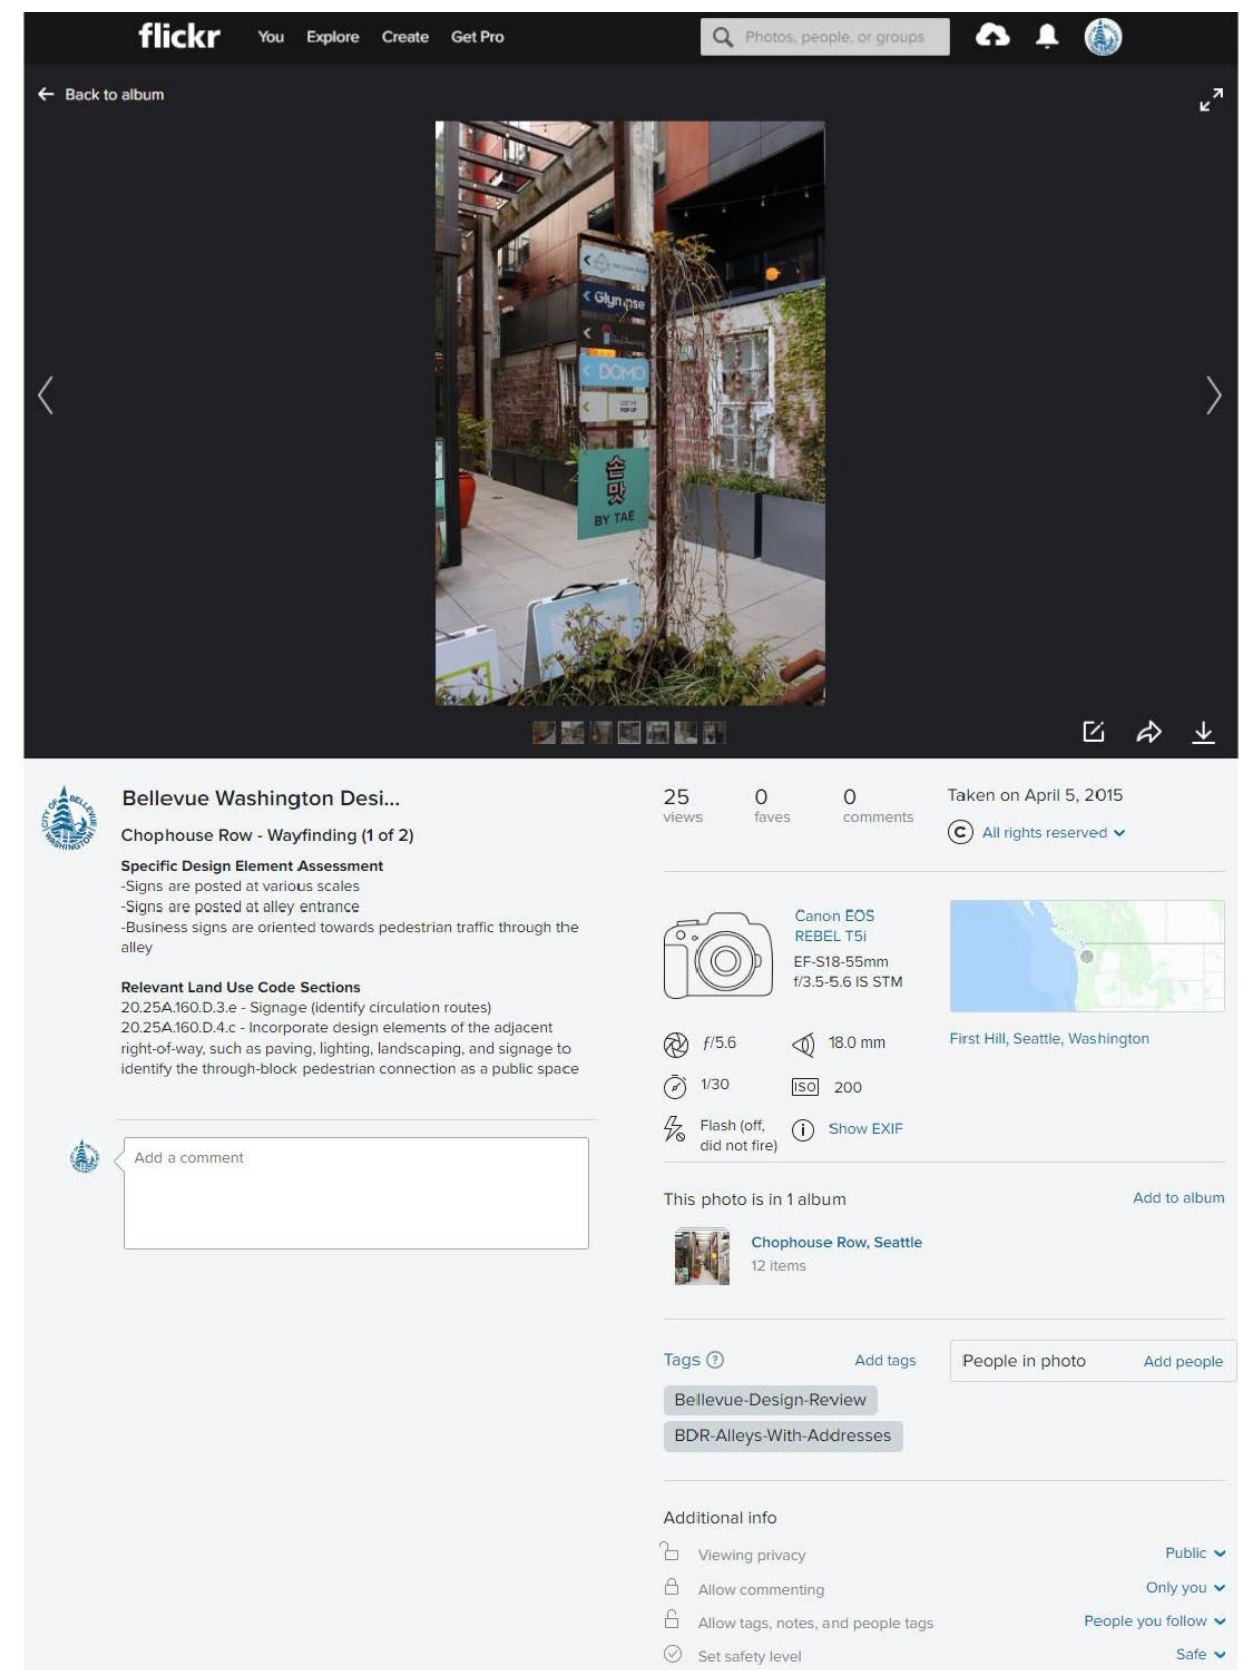 flickr You Explore Create Get Pro Photos, people, or groups
Back to album
Glympse
DOMO
POP UP
손맛
BY TAE
CITY OF BELLEVUE WASHINGTON
Bellevue Washington Desi...
Chophouse Row - Wayfinding (1 of 2)
Specific Design Element Assessment
-Signs are posted at various scales
-Signs are posted at alley entrance
-Business signs are oriented towards pedestrian traffic through the
alley
Relevant Land Use Code Sections
20.25A.160.D.3.e - Signage (identify circulation routes)
20.25A.160.D.4.c - Incorporate design elements of the adjacent
right-of-way, such as paving, lighting, landscaping, and signage to
identify the through-block pedestrian connection as a public space
Add a comment
25 0 0
views faves comments
Taken on April 5, 2015
© All rights reserved
Canon EOS
REBEL T5i
EF-S18-55mm
f/3.5-5.6 IS STM
ƒ/5.6 18.0 mm
1/30 ISO 200
Flash (off,
did not fire)
Show EXIF
First Hill, Seattle, Washington
This photo is in 1 album Add to album
Chophouse Row, Seattle
12 items
Tags ? Add tags
Bellevue-Design-Review
BDR-Alleys-With-Addresses
People in photo Add people
Additional info
Viewing privacy Public
Allow commenting Only you
Allow tags, notes, and people tags People you follow
Set safety level Safe